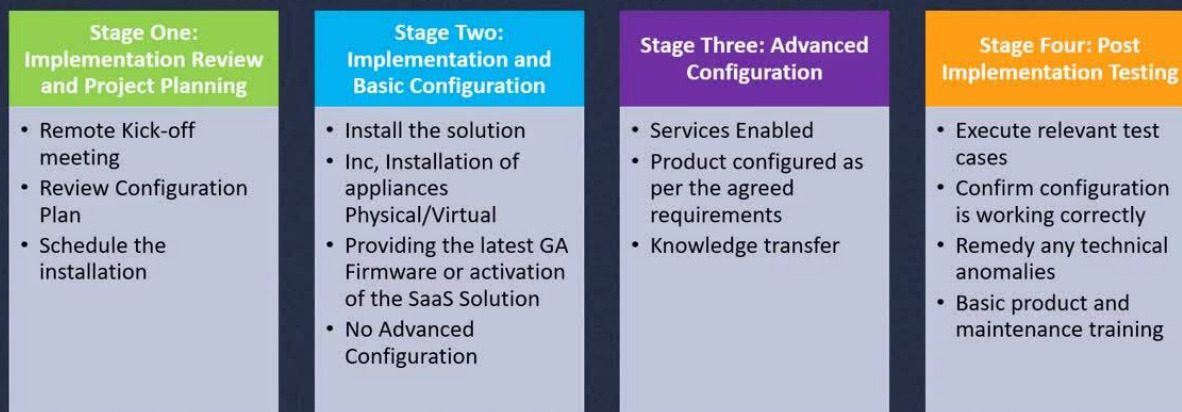 Stage One:
Implementation Review
and Project Planning
• Remote Kick-off
meeting
• Review Configuration
Plan
• Schedule the
installation
Stage Two:
Implementation and
Basic Configuration
• Install the solution
• Inc, Installation of
appliances
Physical/Virtual
• Providing the latest GA
Firmware or activation
of the SaaS Solution
• No Advanced
Configuration
Stage Three: Advanced
Configuration
• Services Enabled
• Product configured as
per the agreed
requirements
• Knowledge transfer
Stage Four: Post
Implementation Testing
• Execute relevant test
cases
• Confirm configuration
is working correctly
• Remedy any technical
anomalies
• Basic product and
maintenance training